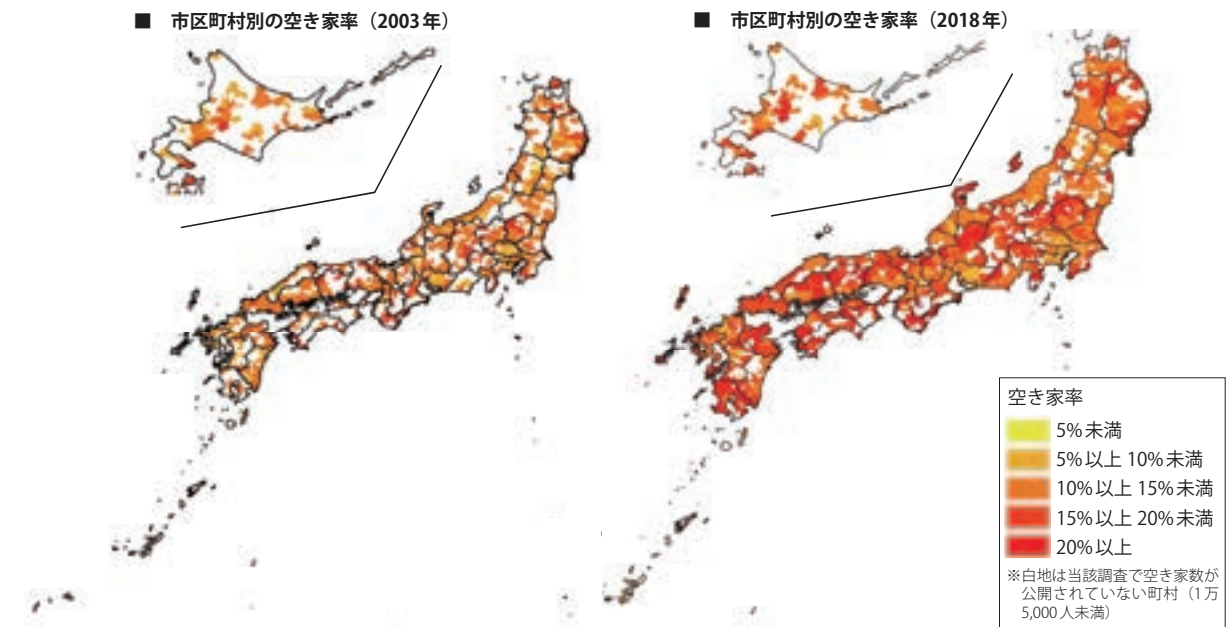 ■ 市区町村別の空き家率（2003年）
■ 市区町村別の空き家率（2018年）
空き家率
5%未満
5%以上 10%未満
10%以上 15%未満
15%以上 20%未満
20%以上
※白地は当該調査で空き家数が
公開されていない町村（1万
5,000人未満）